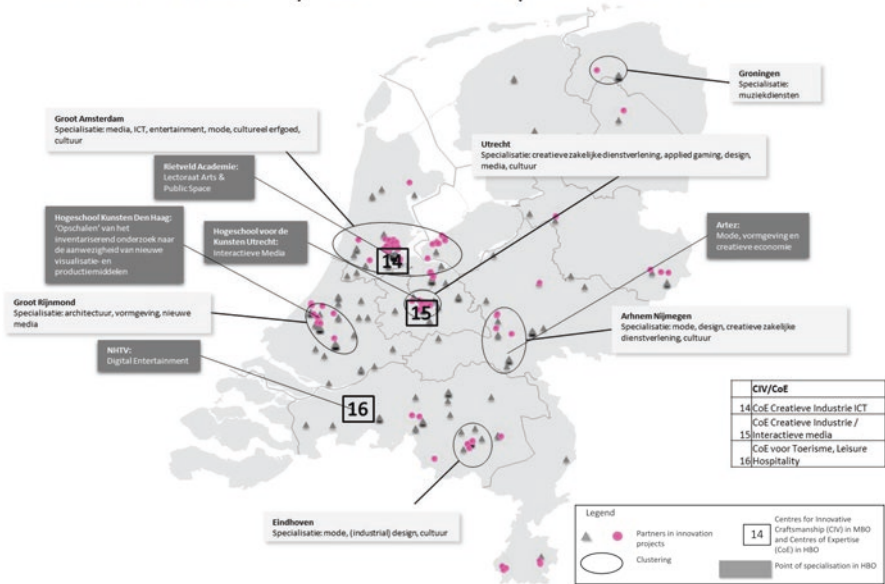 Groningen
Specialisatie:
muziekdiensten
Groot Amsterdam
Specialisatie: media, ICT, entertainment, mode, cultureel erfgoed,
cultuur
Utrecht
Specialisatie: creatieve zakelijke dienstverlening, applied gaming, design,
media, cultuur
Rietveld Academie:
Lectoraat Arts &
Public Space
Hogeschool Kunsten Den Haag:
'Opschalen' van het
inventariserend onderzoek naar
de aanwezigheid van nieuwe
visualisatie- en
productiemiddelen
Hogeschool voor de
Kunsten Utrecht:
Interactieve Media
Artez:
Mode, vormgeving en
creatieve economie
14
15
Groot Rijnmond
Specialisatie: architectuur, vormgeving, nieuwe
media
Arhnem Nijmegen
Specialisatie: mode, design, creatieve zakelijke
dienstverlening, cultuur
NHTV:
Digital Entertainment
16
CIV/CoE
14 CoE Creatieve Industrie ICT
CoE Creatieve Industrie /
15 Interactieve media
CoE voor Toerisme, Leisure
16 Hospitality
Eindhoven
Specialisatie: mode, (industrial) design, cultuur
Legend
Partners in innovation
projects
Clustering
14
Centres for Innovative
Craftsmanship (CIV) in MBO
and Centres of Expertise
(CoE) in HBO
Point of specialisation in HBO